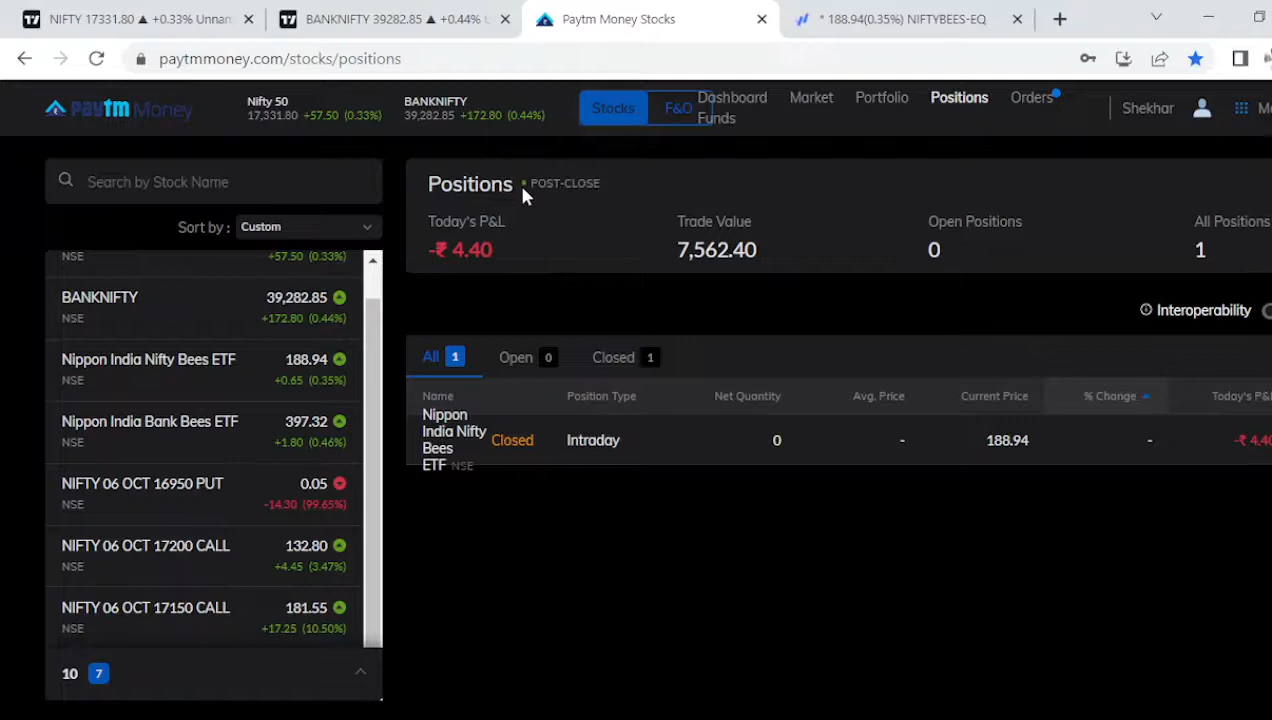 NIFTY 17331.80 ▲ +0.33% Unnan
BANKNIFTY 39282.85 ▲ +0.44% U
Paytm Money Stocks
* 188.94(0.35%) NIFTYBEES-EQ
paytmmoney.com/stocks/positions
paytm Money
Nifty 50
17,331.80 +57.50 (0.33%)
BANKNIFTY
39,282.85 +172.80 (0.44%)
Stocks
F&O
Dashboard
Market
Portfolio
Positions
Orders
Funds
Shekhar
Search by Stock Name
Sort by : Custom
NSE +57.50 (0.33%)
BANKNIFTY 39,282.85
NSE +172.80 (0.44%)
Nippon India Nifty Bees ETF 188.94
NSE +0.65 (0.35%)
Nippon India Bank Bees ETF 397.32
NSE +1.80 (0.46%)
NIFTY 06 OCT 16950 PUT 0.05
NSE -14.30 (99.65%)
NIFTY 06 OCT 17200 CALL 132.80
NSE +4.45 (3.47%)
NIFTY 06 OCT 17150 CALL 181.55
NSE +17.25 (10.50%)
10 7
Positions POST-CLOSE
Today's P&L Trade Value Open Positions All Positions
-₹ 4.40 7,562.40 0 1
Interoperability
All 1 Open 0 Closed 1
Name Position Type Net Quantity Avg. Price Current Price % Change Today's P&L
Nippon
India Nifty
Bees
ETF NSE
Closed Intraday 0 - 188.94 - -₹ 4.40